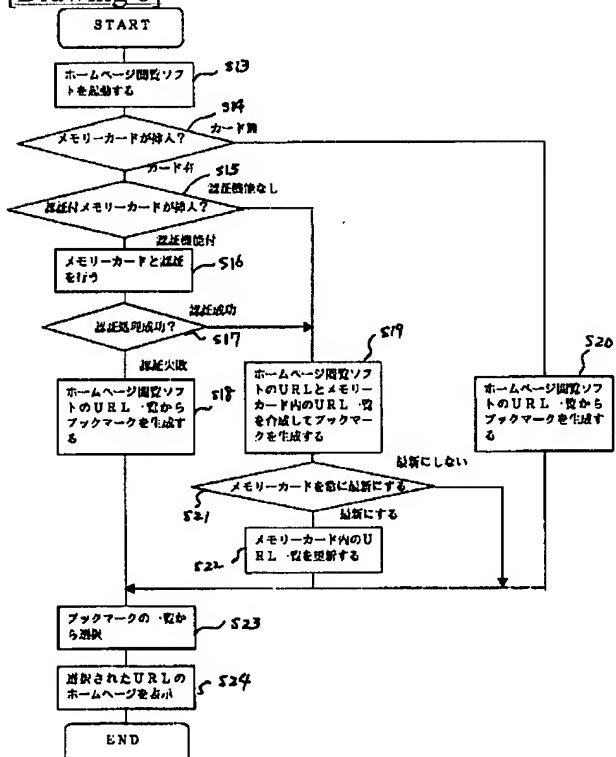 START
ホームページ閲覧ソフ
トを起動する
S13
S14
メモリーカードが挿入?
カード無
カード有
S15
認証機能なし
認証付メモリーカードが挿入?
認証機能付
メモリーカードと認証
を行う
S16
認証成功
認証処理成功?
S17
認証失敗
S19
S20
ホームページ閲覧ソフ
トのURL一覧から
ブックマークを生成す
る
S18
ホームページ閲覧ソフ
トのURLとメモリー
カード内のURL一覧
を合成してブックマー
クを生成する
ホームページ閲覧ソフ
トのURL一覧から
ブックマークを生成す
る
最新にしない
メモリーカードを常に最新にする
S21
最新にする
メモリーカード内のU
RL一覧を更新する
S22
ブックマークの一覧か
ら選択
S23
選択されたURLの
ホームページを表示
S24
END